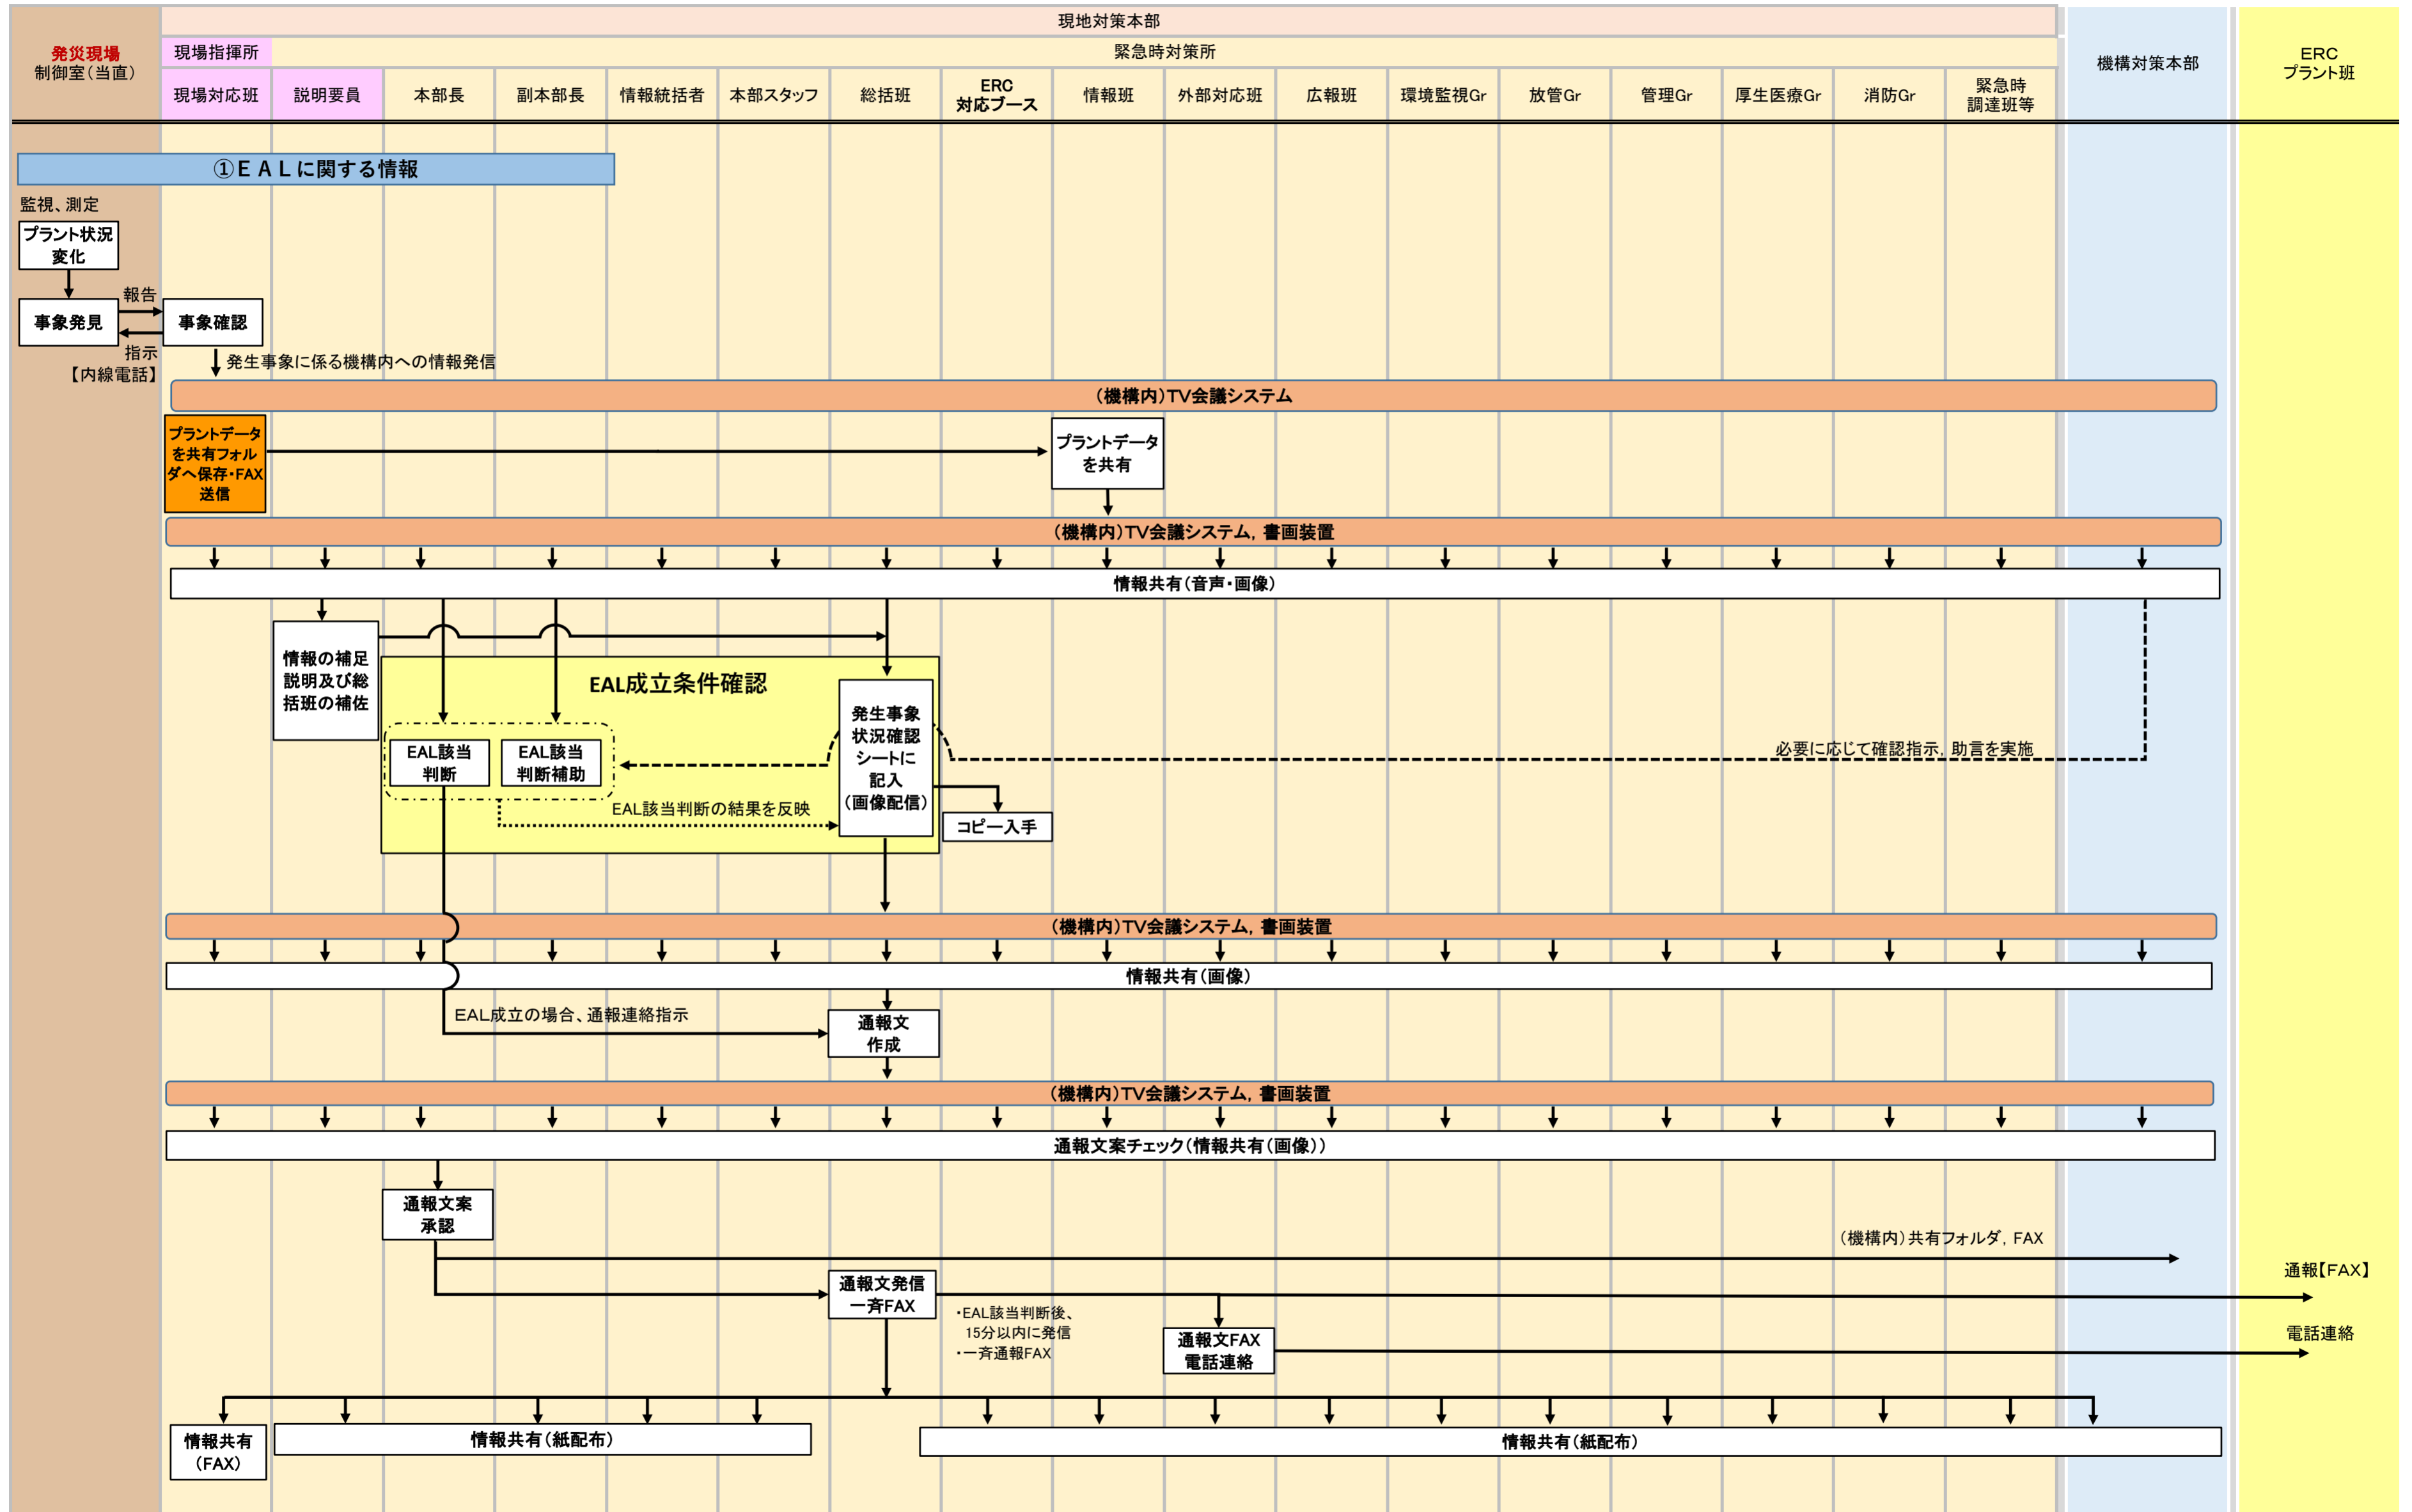 現地対策本部
発災現場
制御室（当直）
現場指揮所
緊急時対策所
機構対策本部
ERC
プラント班
現場対応班
説明要員
本部長
副本部長
情報統括者
本部スタッフ
総括班
ERC
対応ブース
情報班
外部対応班
広報班
環境監視Gr
放管Gr
管理Gr
厚生医療Gr
消防Gr
緊急時
調達班等
①ＥＡＬに関する情報
監視、測定
プラント状況
変化
報告
事象発見
事象確認
指示
【内線電話】
発生事象に係る機構内への情報発信
（機構内）TV会議システム
プラントデータ
を共有フォル
ダへ保存・FAX
送信
プラントデータ
を共有
（機構内）TV会議システム，書画装置
情報共有（音声・画像）
情報の補足
説明及び総
括班の補佐
EAL成立条件確認
発生事象
状況確認
シートに
記入
（画像配信）
EAL該当
判断
EAL該当
判断補助
必要に応じて確認指示，助言を実施
EAL該当判断の結果を反映
コピー入手
（機構内）TV会議システム，書画装置
情報共有（画像）
EAL成立の場合、通報連絡指示
通報文
作成
（機構内）TV会議システム，書画装置
通報文案チェック（情報共有（画像））
通報文案
承認
（機構内）共有フォルダ，FAX
通報【FAX】
通報文発信
一斉FAX
・EAL該当判断後、
15分以内に発信
・一斉通報FAX
通報文FAX
電話連絡
電話連絡
情報共有
（FAX）
情報共有（紙配布）
情報共有（紙配布）